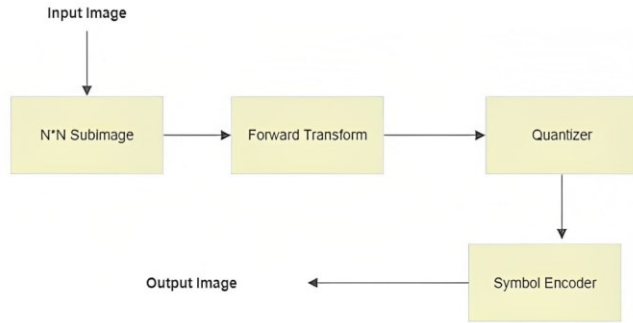 Input Image
N*N Subimage
Forward Transform
Quantizer
Symbol Encoder
Output Image